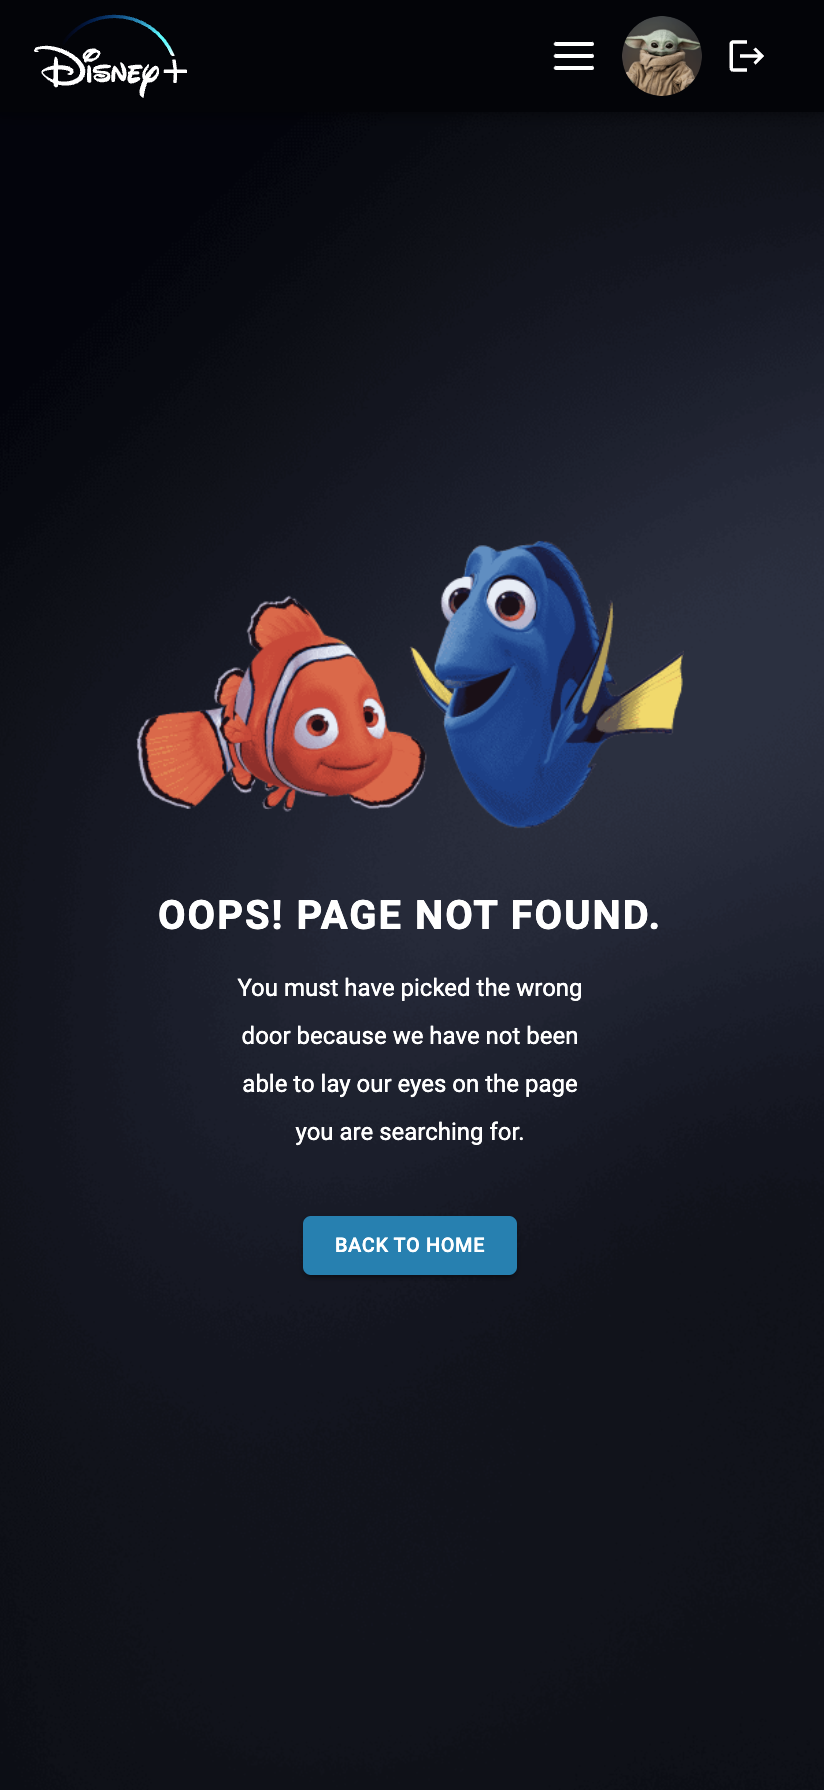 Disney+
OOPS! PAGE NOT FOUND.
You must have picked the wrong
door because we have not been
able to lay our eyes on the page
you are searching for.
BACK TO HOME